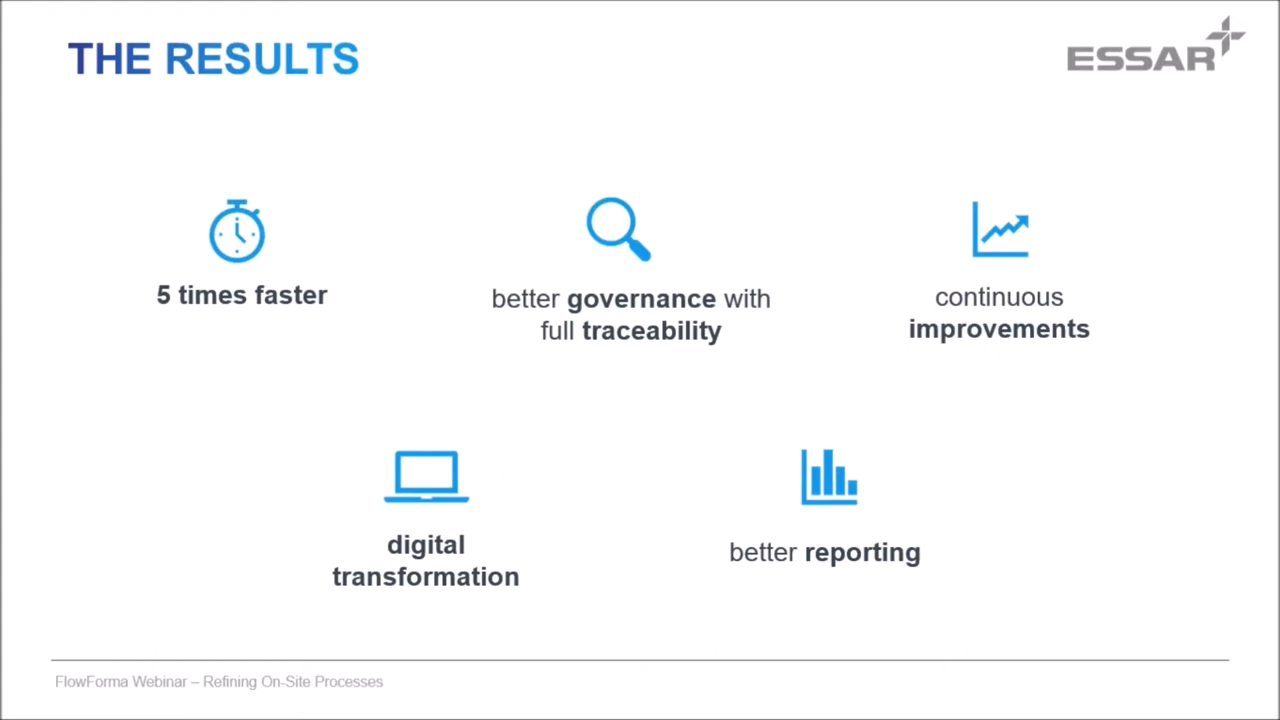 THE RESULTS
ESSAR
5 times faster
better governance with
full traceability
continuous
improvements
digital
transformation
better reporting
FlowForma Webinar – Refining On-Site Processes